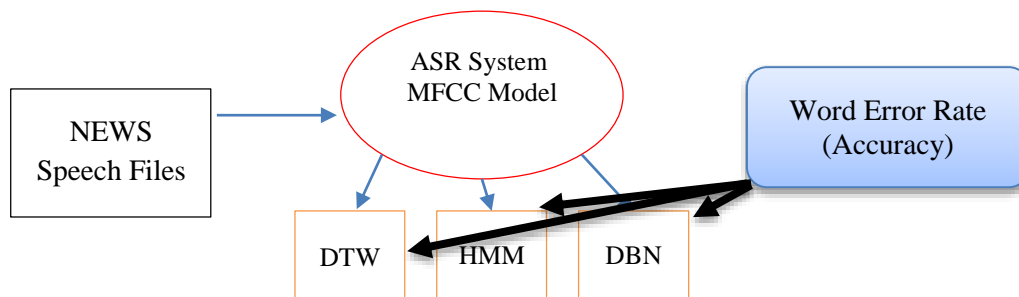 NEWS
Speech Files
ASR System
MFCC Model
Word Error Rate
(Accuracy)
DTW
HMM
DBN